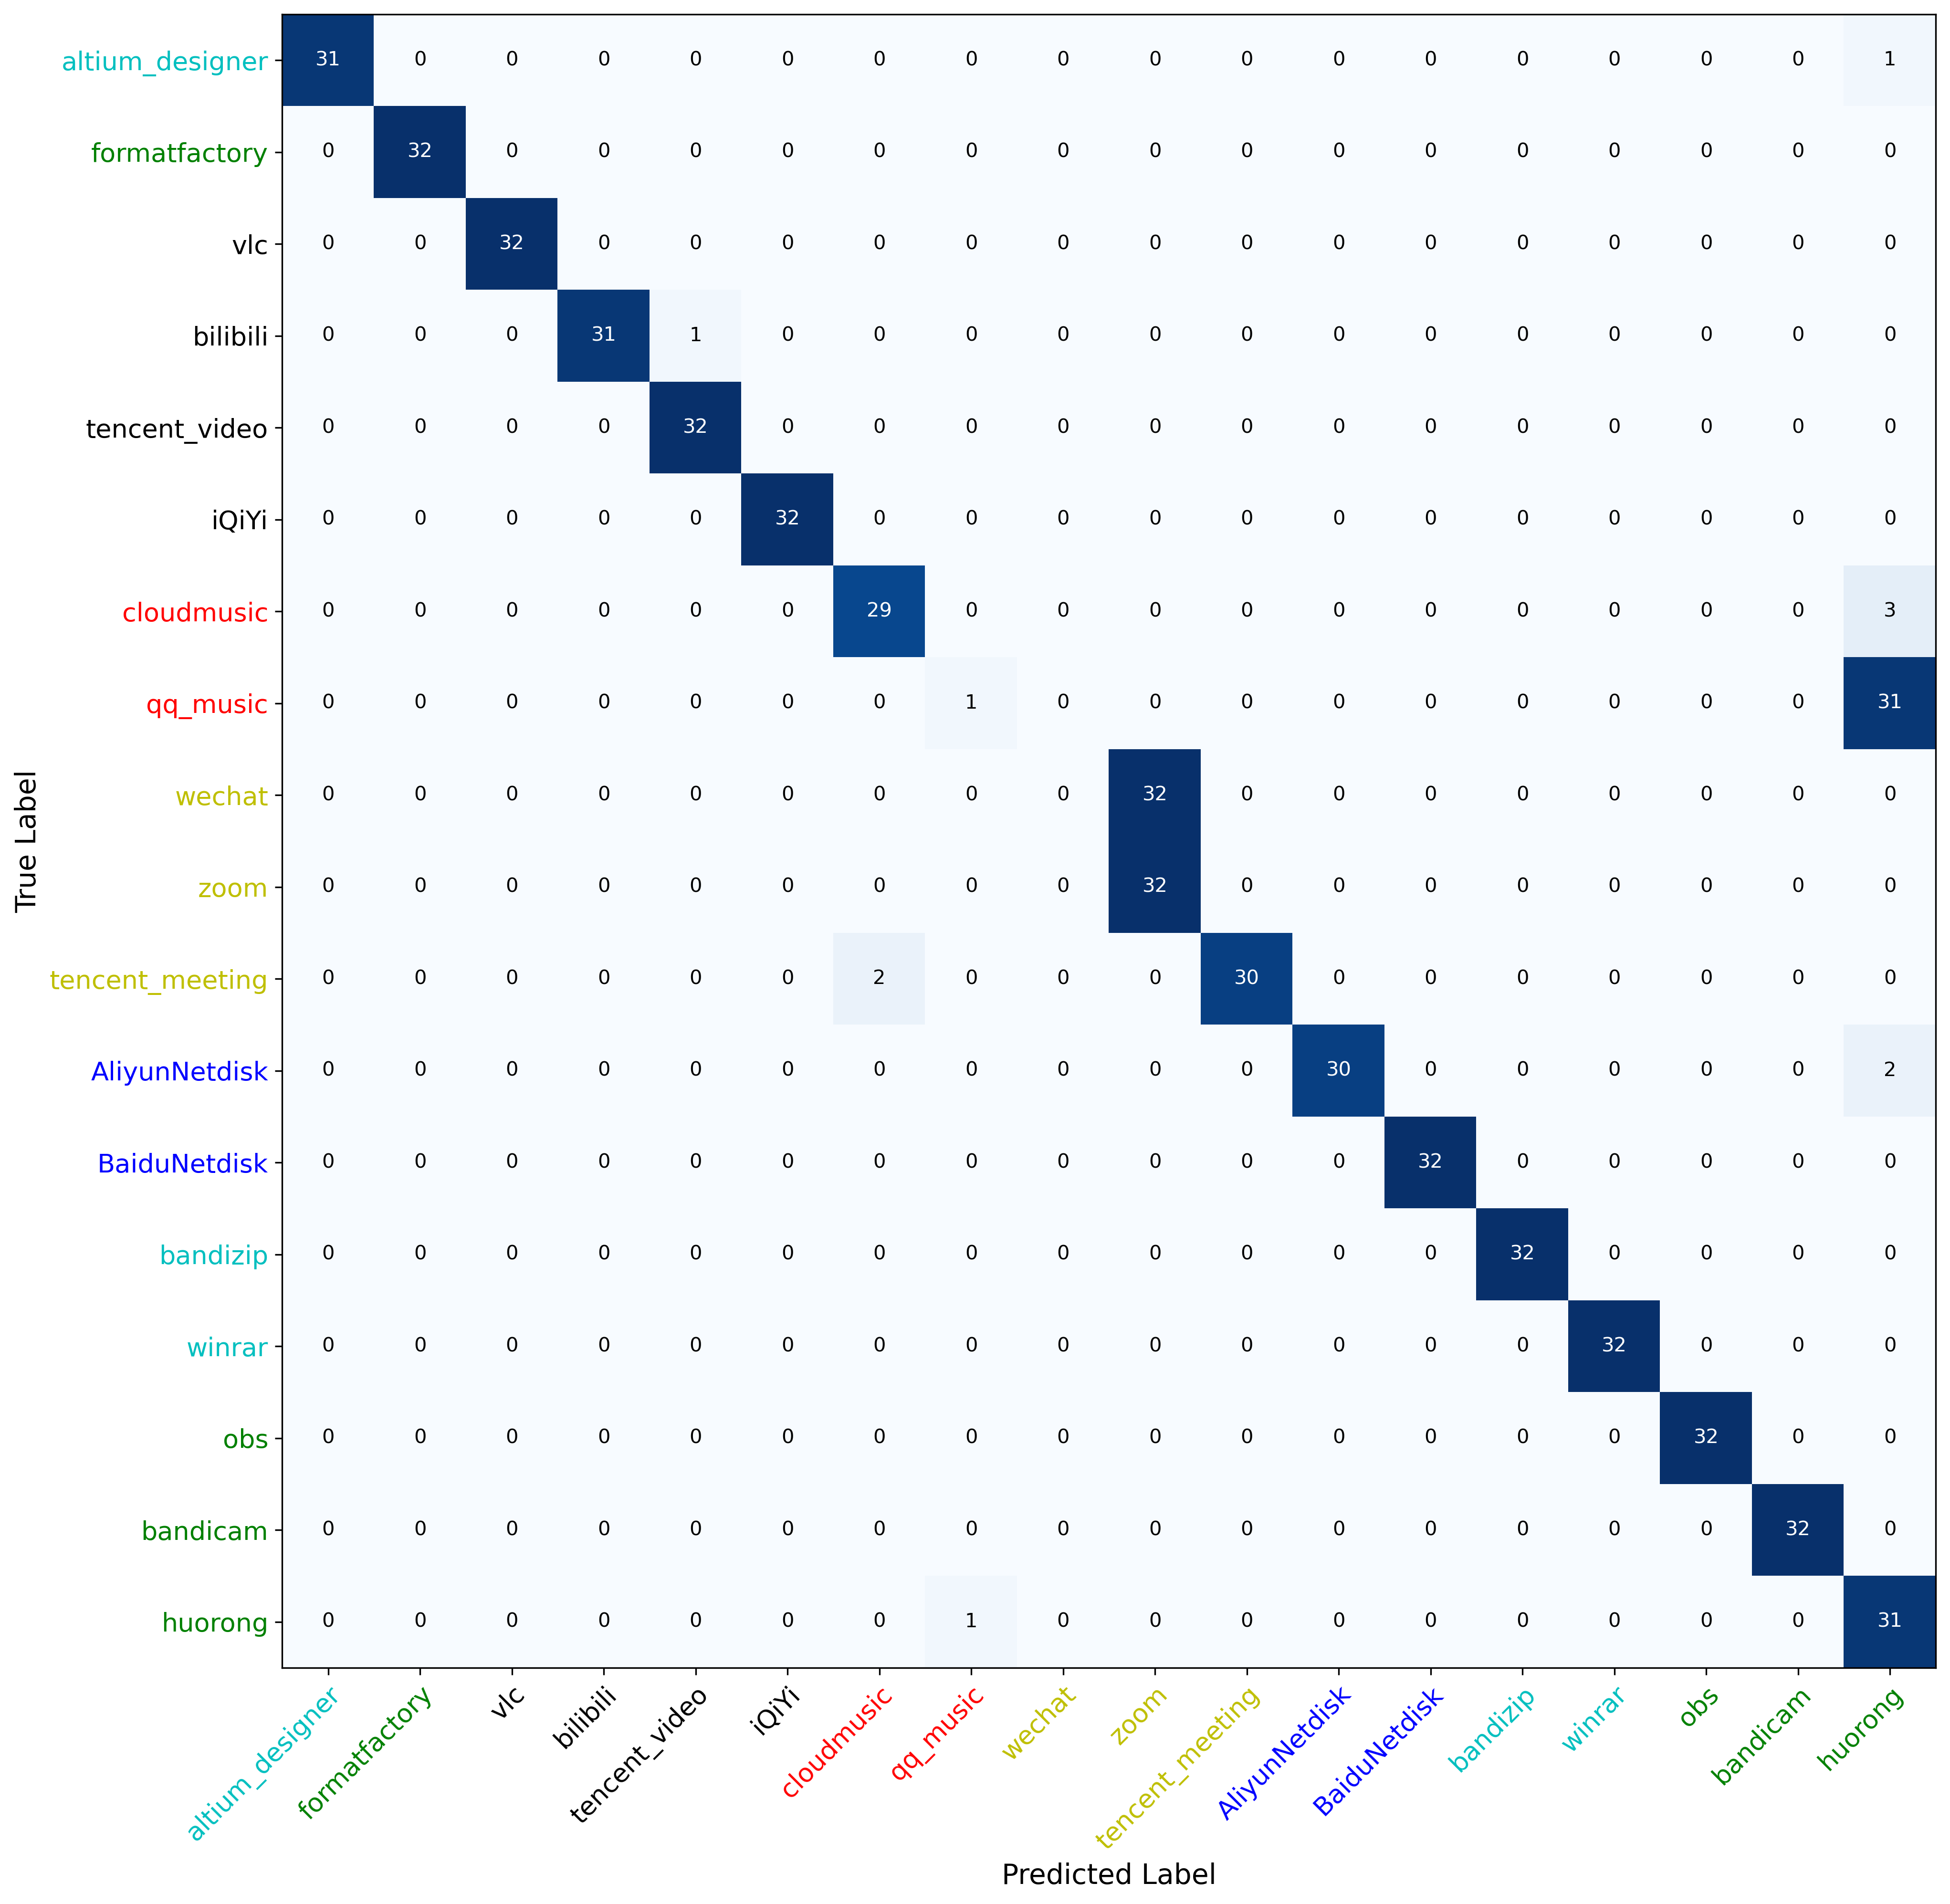 altium_designer 31 0 0 0 0 0 0 0 0 0 0 0 0 0 0 0 0 1
formatfactory 0 32 0 0 0 0 0 0 0 0 0 0 0 0 0 0 0 0
vlc 0 0 32 0 0 0 0 0 0 0 0 0 0 0 0 0 0 0
bilibili 0 0 0 31 1 0 0 0 0 0 0 0 0 0 0 0 0 0
tencent_video 0 0 0 0 32 0 0 0 0 0 0 0 0 0 0 0 0 0
iQiYi 0 0 0 0 0 32 0 0 0 0 0 0 0 0 0 0 0 0
cloudmusic 0 0 0 0 0 0 29 0 0 0 0 0 0 0 0 0 0 3
qq_music 0 0 0 0 0 0 0 1 0 0 0 0 0 0 0 0 0 31
wechat 0 0 0 0 0 0 0 0 0 32 0 0 0 0 0 0 0 0
zoom 0 0 0 0 0 0 0 0 0 32 0 0 0 0 0 0 0 0
tencent_meeting 0 0 0 0 0 0 2 0 0 0 30 0 0 0 0 0 0 0
AliyunNetdisk 0 0 0 0 0 0 0 0 0 0 0 30 0 0 0 0 0 2
BaiduNetdisk 0 0 0 0 0 0 0 0 0 0 0 0 32 0 0 0 0 0
bandizip 0 0 0 0 0 0 0 0 0 0 0 0 0 32 0 0 0 0
winrar 0 0 0 0 0 0 0 0 0 0 0 0 0 0 32 0 0 0
obs 0 0 0 0 0 0 0 0 0 0 0 0 0 0 0 32 0 0
bandicam 0 0 0 0 0 0 0 0 0 0 0 0 0 0 0 0 32 0
huorong 0 0 0 0 0 0 0 1 0 0 0 0 0 0 0 0 0 31
True Label
altium_designer
formatfactory
vlc
bilibili
tencent_video
iQiYi
cloudmusic
qq_music
wechat
zoom
tencent_meeting
AliyunNetdisk
BaiduNetdisk
bandizip
winrar
obs
bandicam
huorong
Predicted Label